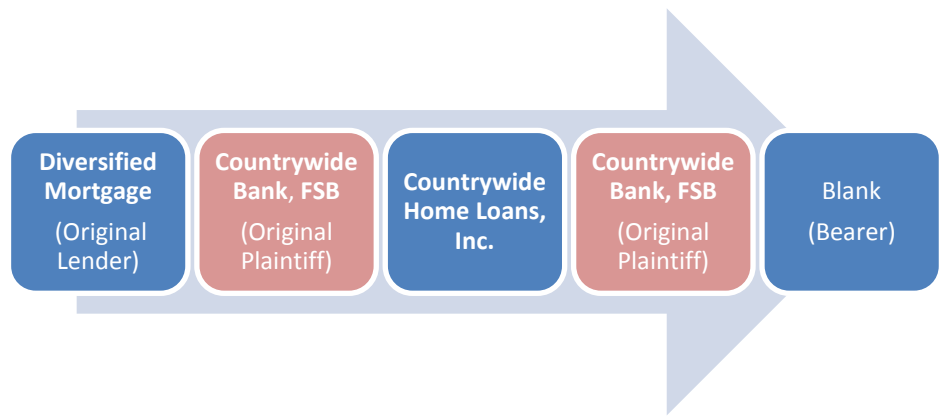 Diversified
Mortgage
(Original
Lender)
Countrywide
Bank, FSB
(Original
Plaintiff)
Countrywide
Home Loans,
Inc.
Countrywide
Bank, FSB
(Original
Plaintiff)
Blank
(Bearer)